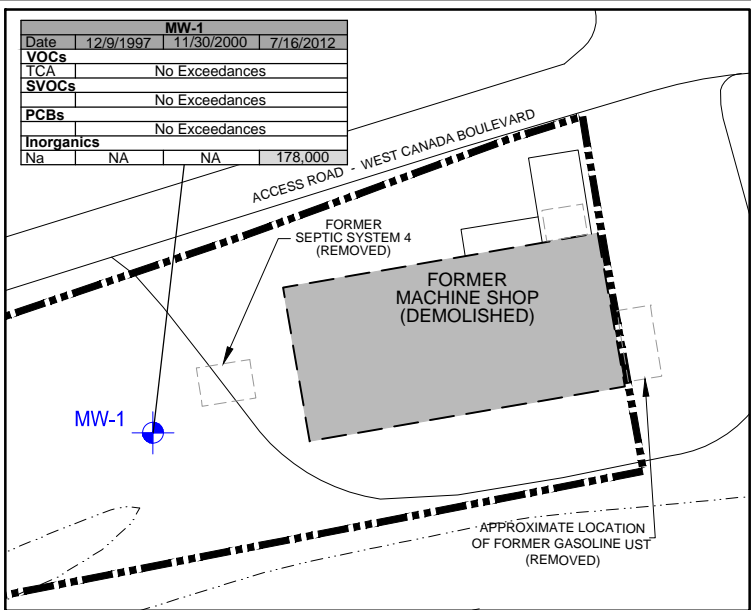 MW-1
Date 12/9/1997 11/30/2000 7/16/2012
VOCs
TCA No Exceedances
SVOCs
No Exceedances
PCBs
No Exceedances
Inorganics
Na NA NA 178,000
ACCESS ROAD - WEST CANADA BOULEVARD
FORMER
SEPTIC SYSTEM 4
(REMOVED)
FORMER
MACHINE SHOP
(DEMOLISHED)
MW-1
APPROXIMATE LOCATION
OF FORMER GASOLINE UST
(REMOVED)